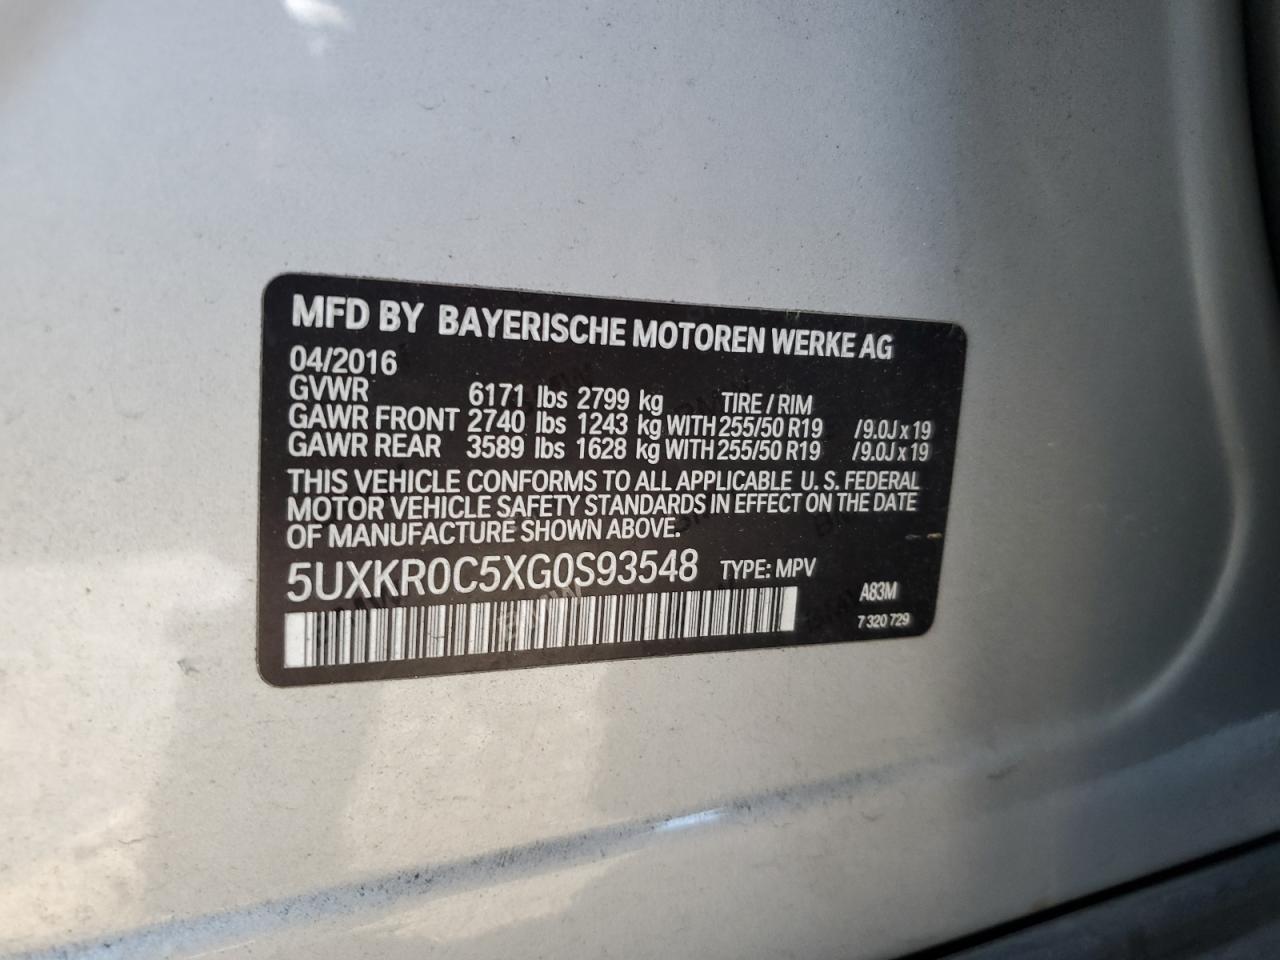 MFD BY BAYERISCHE MOTOREN WERKE AG
04/2016
GVWR 6171 lbs 2799 kg TIRE / RIM
GAWR FRONT 2740 lbs 1243 kg WITH 255/50 R19 /9.0J x 19
GAWR REAR 3589 lbs 1628 kg WITH 255/50 R19 /9.0J x 19
THIS VEHICLE CONFORMS TO ALL APPLICABLE U. S. FEDERAL
MOTOR VEHICLE SAFETY STANDARDS IN EFFECT ON THE DATE
OF MANUFACTURE SHOWN ABOVE.
5UXKR0C5XG0S93548 TYPE: MPV
A83M
7 320 729